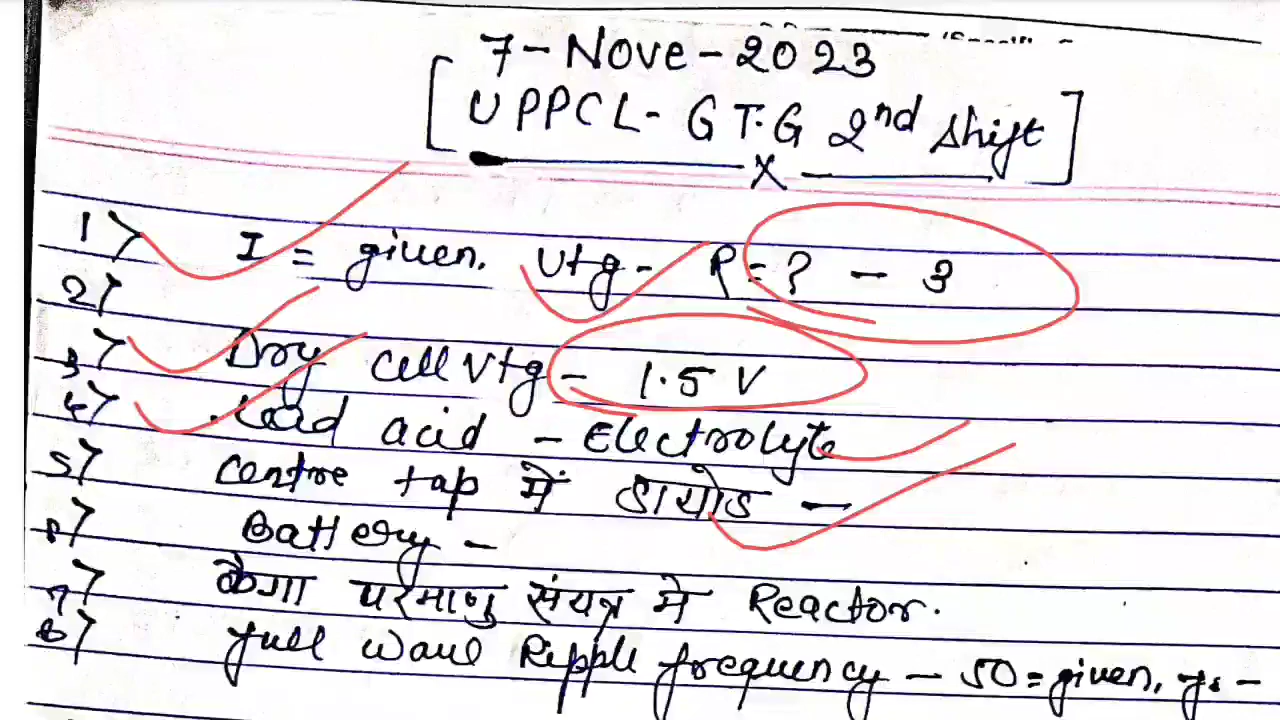 7-Nove-2023
[UPPCL- GT.G 2nd shift]
x
1> I = given. Vtg- P=? - 3
2>
3> Dry cell Vtg - 1.5 V
4> Lead acid - Electrolyte
5> Centre tap में डायोड -
6> Battery -
7> कैगा परमाणु संयत्र मे Reactor.
8> full wave Ripple frequency - 50=given,